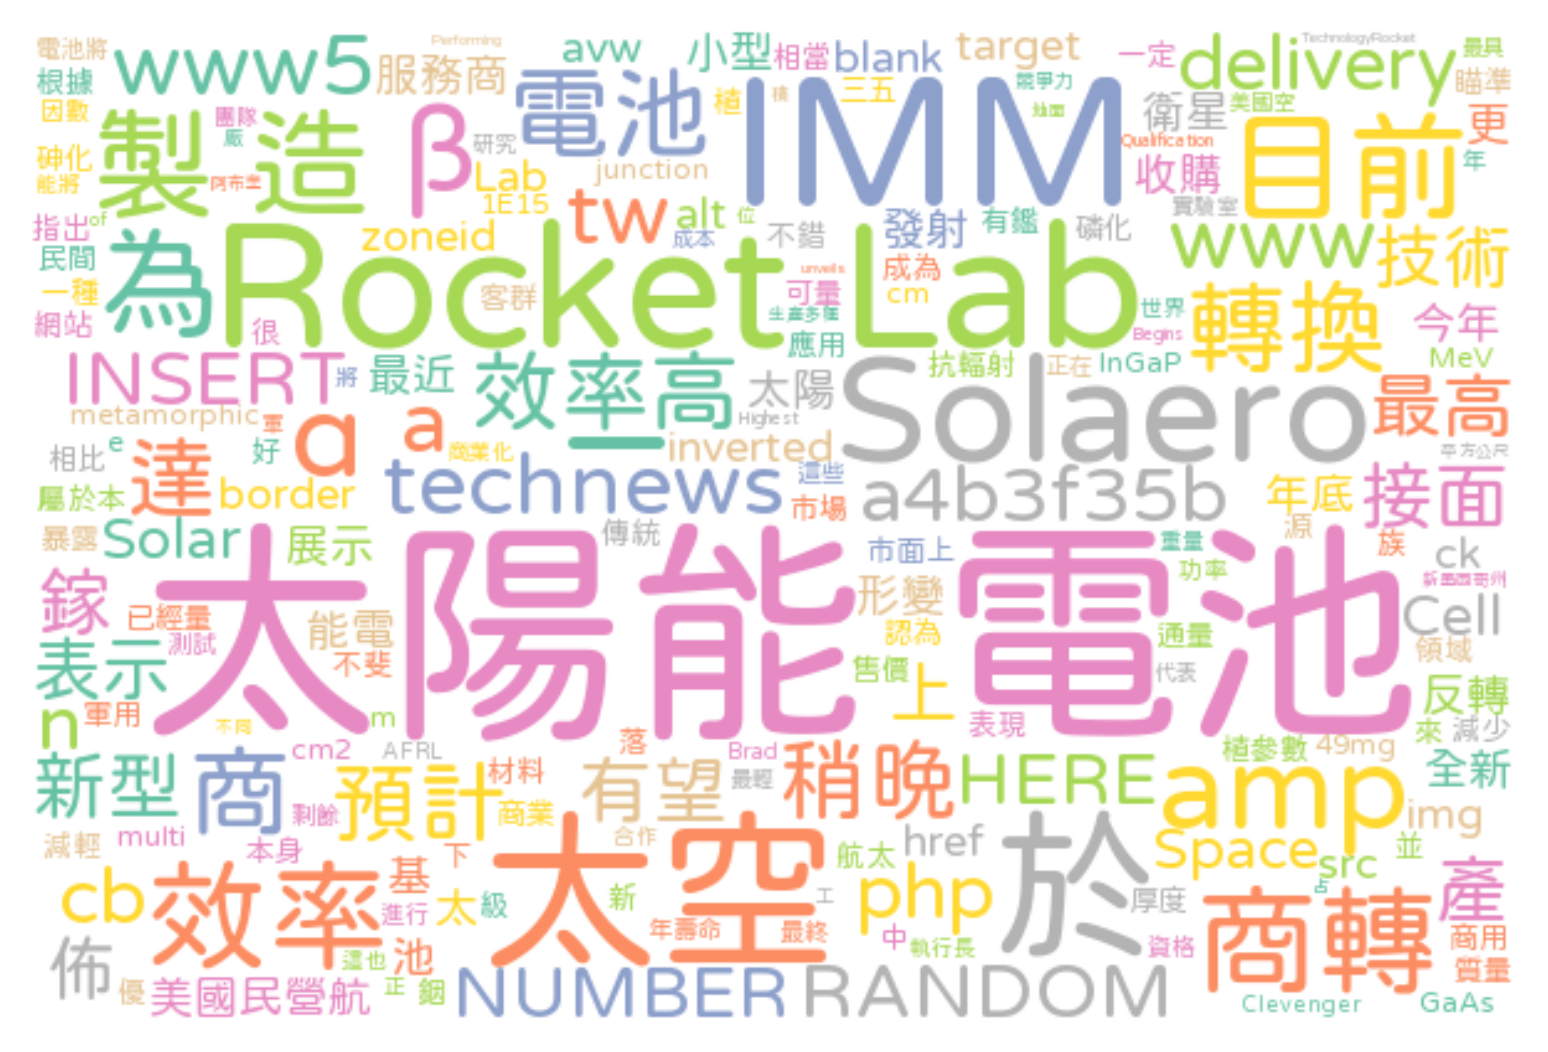 電池將 www5 服務商 Performing avw 小型 相當 blank target 一定 delivery TechnologyRocket 最具
根據 電池 植 積 三五 競爭力 衛星 美國空 瞄準
因數 製造 團隊 β 研究 IMM Qualification 目前 更
砷化 Lab junction 收購 年
能將 阿布奎 1E15 tw alt 位 發射 有鑑 磷化 實驗室
指出 of 為 Rocket Lab zoneid 成本 不錯 www 技術
民間 客群 unveils 成為 世界 轉換
一種 可量 cm
網站 很 生產多種 應用 Begins 今年
INSERT 將 最近 效率高 太陽 Solaero 抗輻射 正在 InGaP MeV
metamorphic 軍 a a Highest 最高
相比 e 達 好 商業化 一 inverted 平方公尺
屬於本 border technews 這些 市場 a4b3f35b 年底 接面
暴露 Solar 展示 傳統 市面上 重量 源 族 ck
鎵 太陽能 電池 形變 功率 新墨西哥州
已經量 能電 認為 通量 Cell
表示 測試 不斐 售價 代表 領域
n 軍用 不同 m 上 表現 反轉
cm2 AFRL 落 Brad 植參數 49mg 來 減少
新型 商 預計 材料 有望 最輕 稍晚 HERE amp 全新
剩餘 商業 img
減輕 multi 本身 下 合作 太空 航太 href 於 Space src 並
cb 效率 基 太 級 新 工 php 厚度 占 商轉 產
佈 進行 年壽命 最終 中 執行長 資格 商用
這也 池 質量
優 美國民營航 正 銦 NUMBER RANDOM Clevenger GaAs